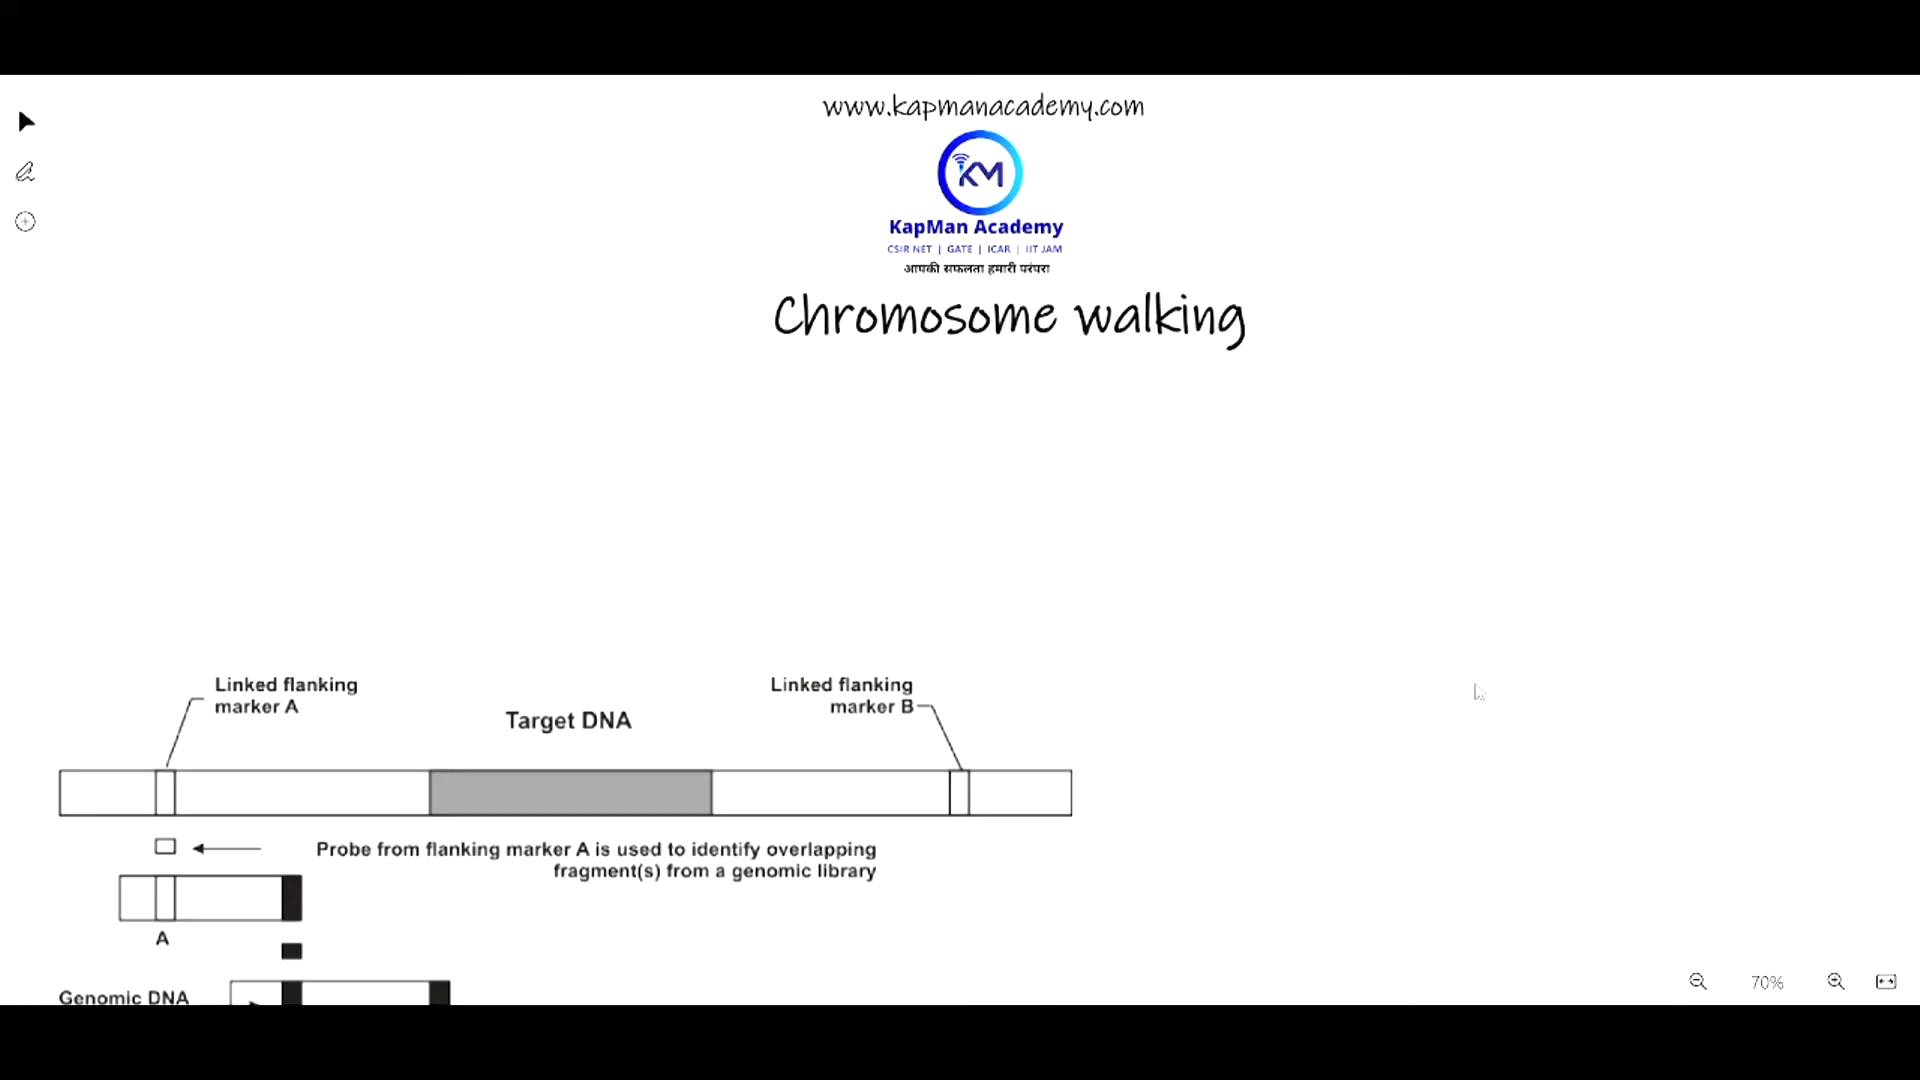 www.kapmanacademy.com
KM
KapMan Academy
CSIR NET | GATE | ICAR | IIT JAM
आपकी सफलता हमारी परंपरा
Chromosome walking
Linked flanking
marker A
Target DNA
Linked flanking
marker B
Probe from flanking marker A is used to identify overlapping
fragment(s) from a genomic library
A
Genomic DNA
70%